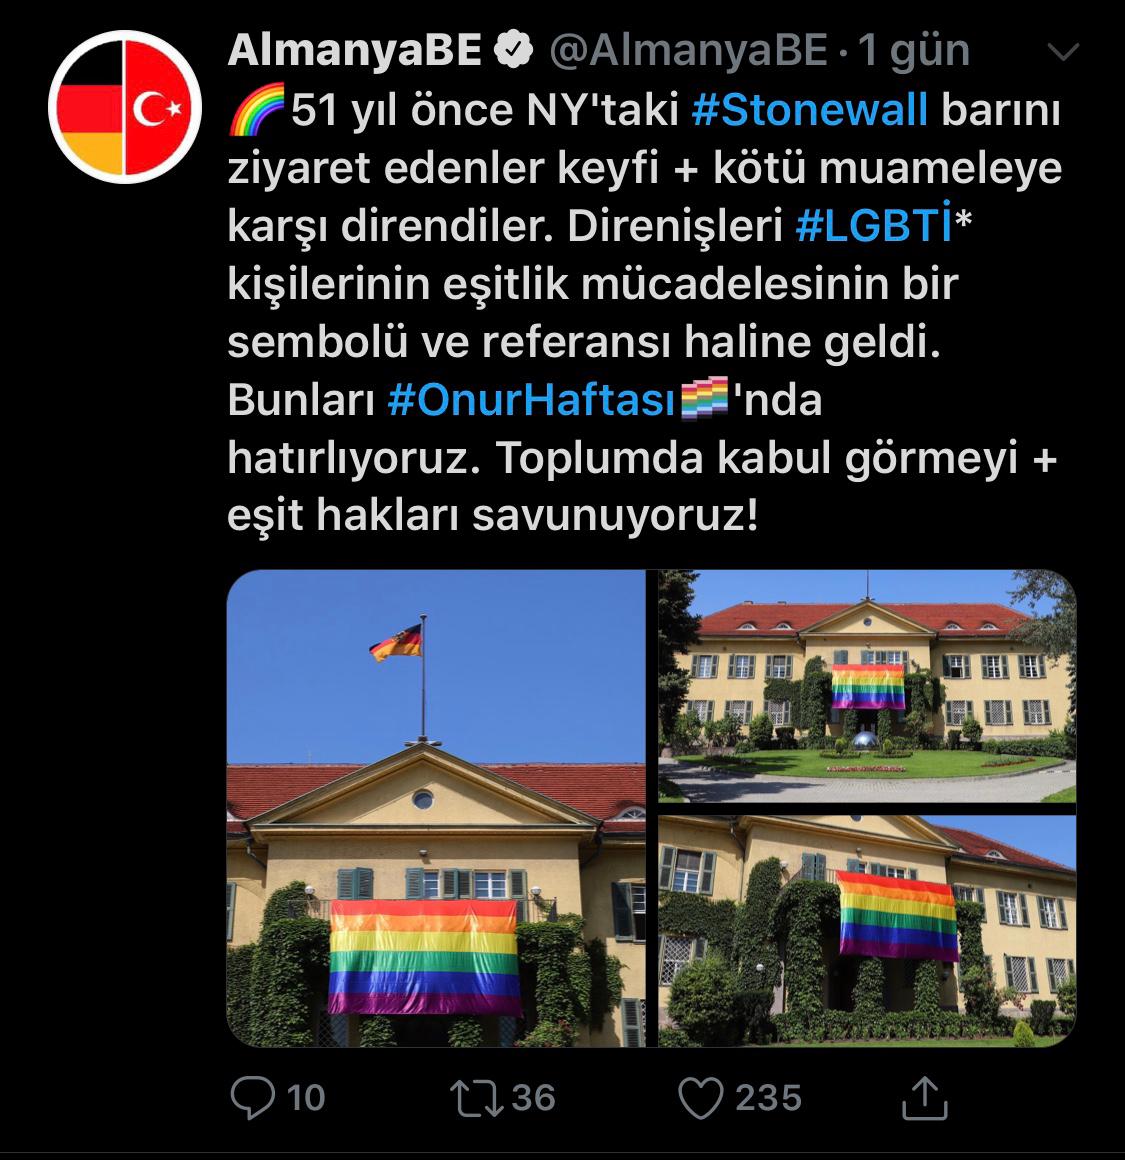 AlmanyaBE @AlmanyaBE · 1 gün
🌈51 yıl önce NY'taki #Stonewall barını
ziyaret edenler keyfi + kötü muameleye
karşı direndiler. Direnişleri #LGBTİ*
kişilerinin eşitlik mücadelesinin bir
sembolü ve referansı haline geldi.
Bunları #OnurHaftası'nda
hatırlıyoruz. Toplumda kabul görmeyi +
eşit hakları savunuyoruz!
10 36 235